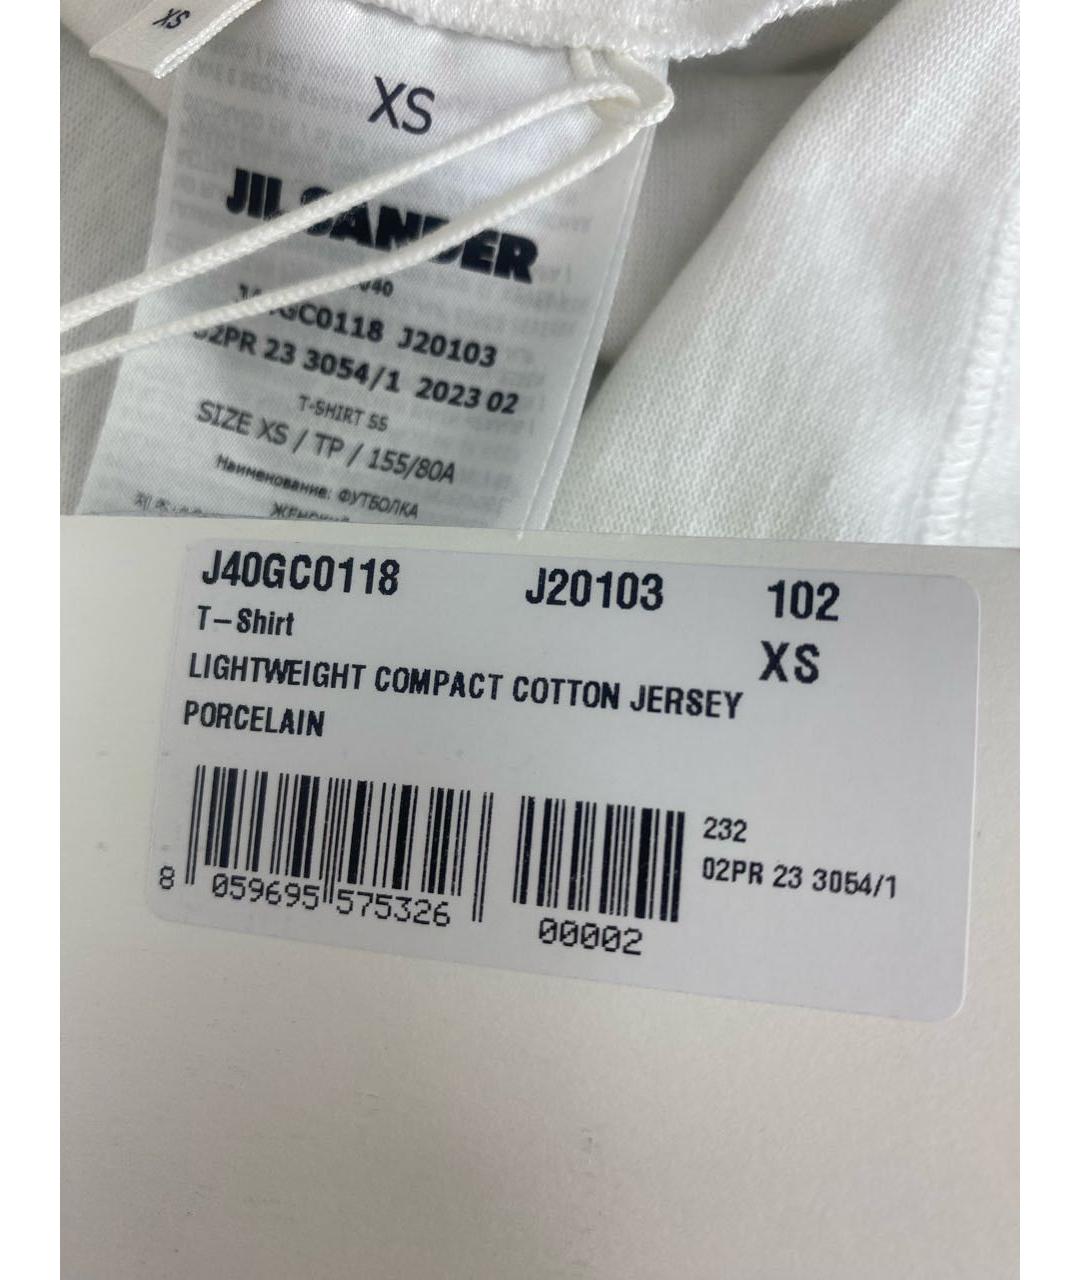 XS
XS
JIL SANDER
GC0118 J20103
02PR 23 3054/1 2023 02
T-SHIRT SS
SIZE XS / TP / 155/80A
Наименование: ФУТБОЛКА
J40GC0118 J20103 102
T-Shirt XS
LIGHTWEIGHT COMPACT COTTON JERSEY
PORCELAIN
232
02PR 23 3054/1
8 059695 575326
00002